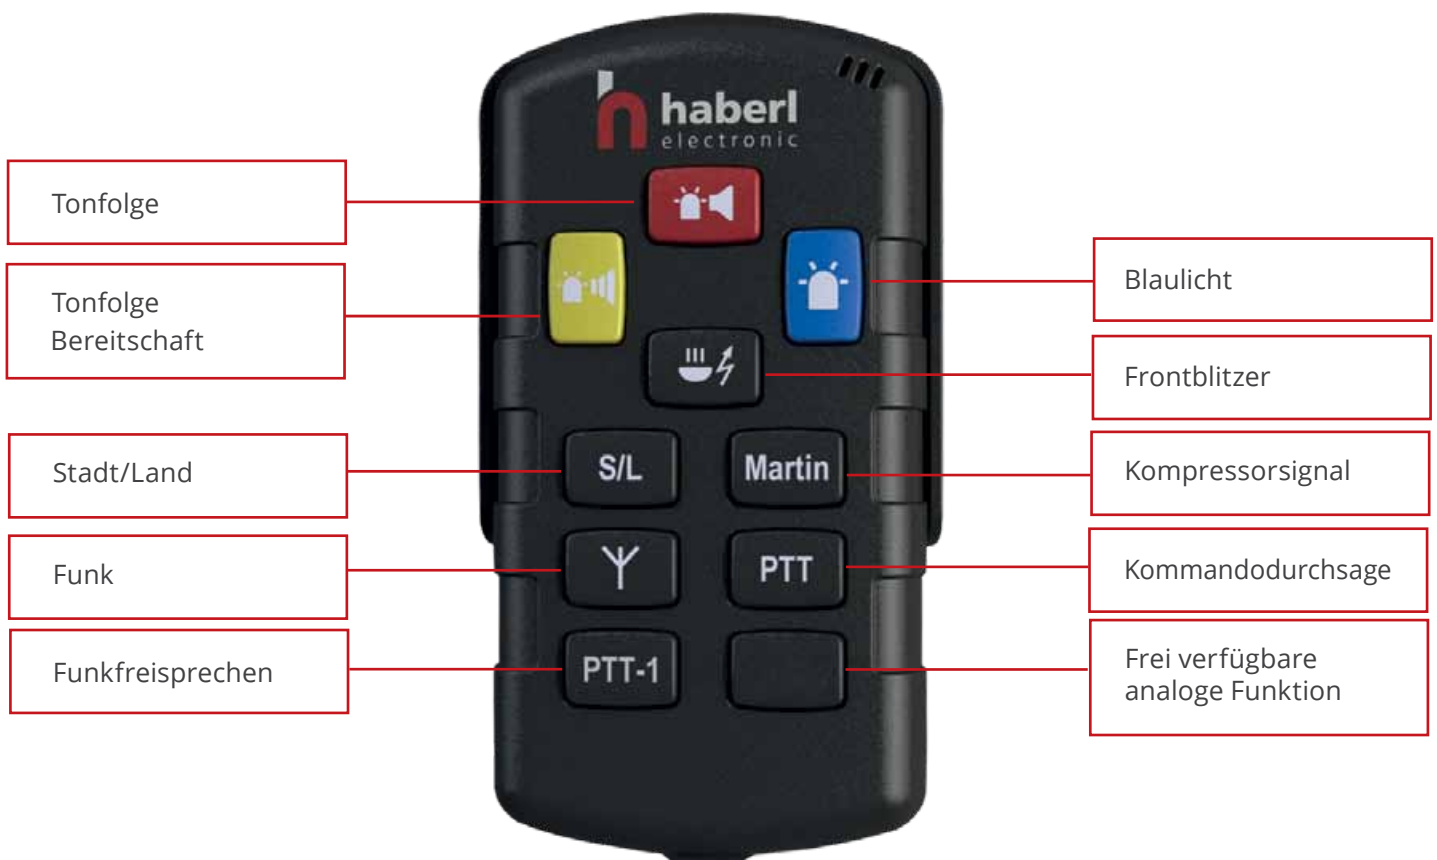 haberl
electronic
Tonfolge
Tonfolge
Bereitschaft
Blaulicht
Frontblitzer
Stadt/Land
S/L
Martin
Kompressorsignal
Funk
PTT
Kommandodurchsage
Funkfreisprechen
PTT-1
Frei verfügbare
analoge Funktion